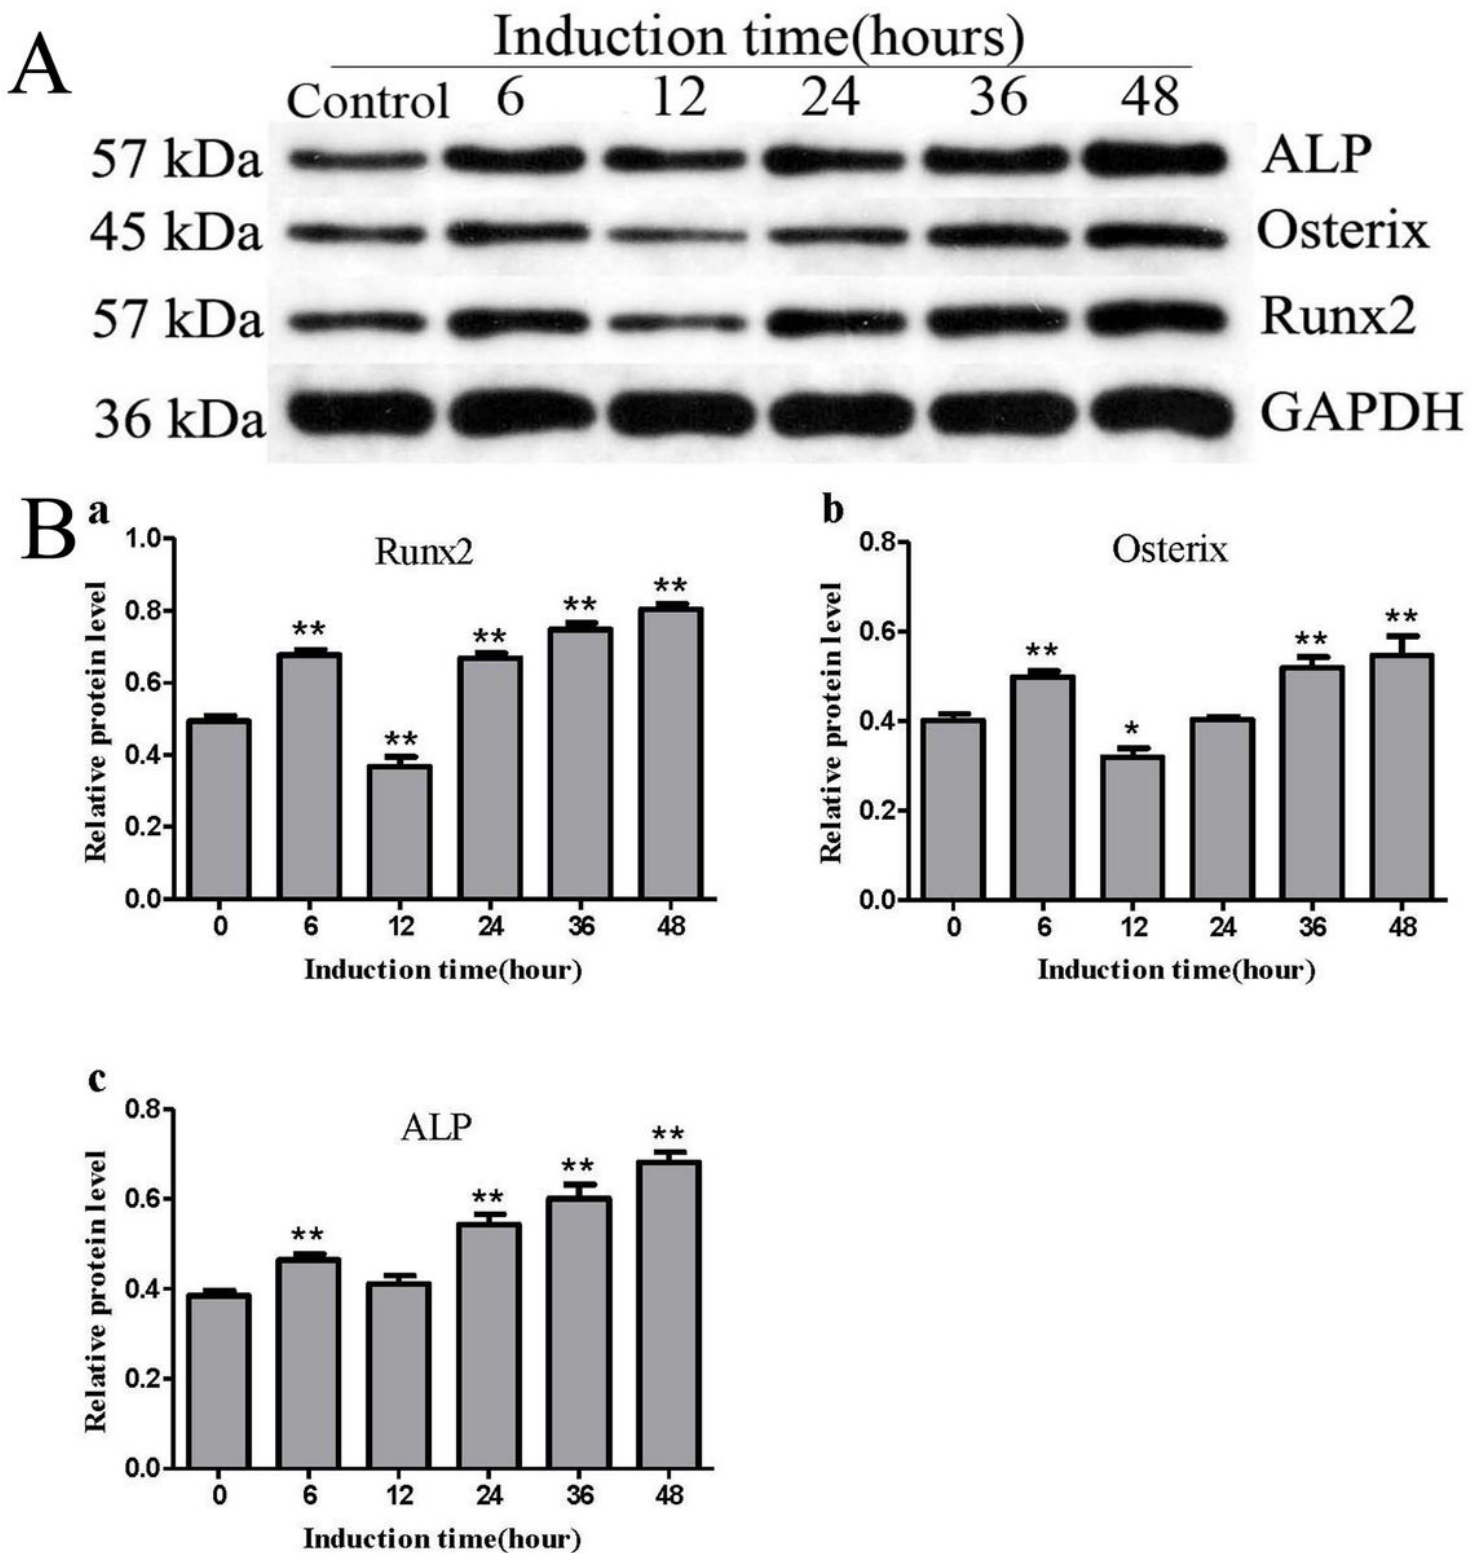 A
Induction time(hours)
Control 6 12 24 36 48
57 kDa ALP
45 kDa Osterix
57 kDa Runx2
36 kDa GAPDH
B
a
Runx2
Relative protein level
1.0
0.8
0.6
0.4
0.2
0.0
** ** ** ** **
0 6 12 24 36 48
Induction time(hour)
b
Osterix
Relative protein level
0.8
0.6
0.4
0.2
0.0
** * ** **
0 6 12 24 36 48
Induction time(hour)
c
ALP
Relative protein level
0.8
0.6
0.4
0.2
0.0
** ** ** **
0 6 12 24 36 48
Induction time(hour)